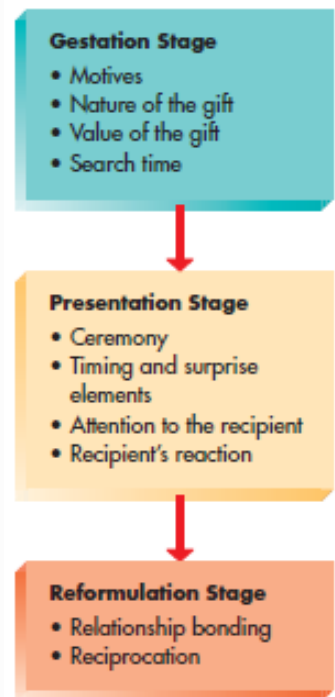 Gestation Stage
• Motives
• Nature of the gift
• Value of the gift
• Search time
Presentation Stage
• Ceremony
• Timing and surprise
elements
• Attention to the recipient
• Recipient's reaction
Reformulation Stage
• Relationship bonding
• Reciprocation